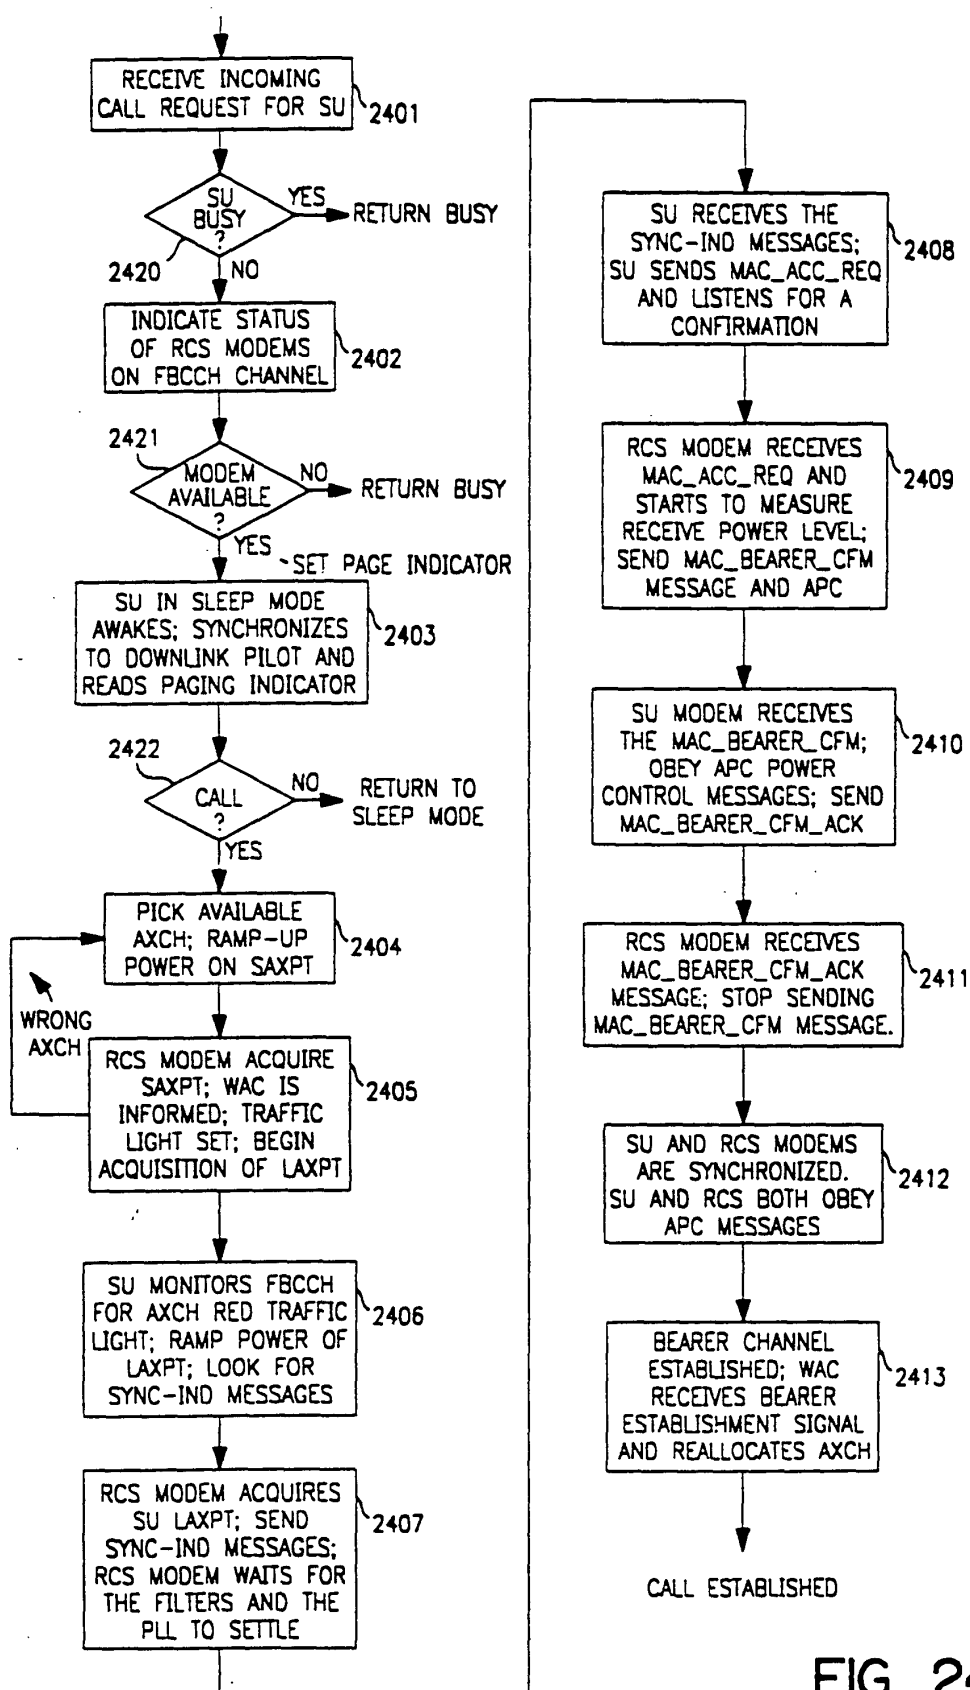 RECEIVE INCOMING
CALL REQUEST FOR SU
2401
SU
BUSY
?
YES
RETURN BUSY
2420
NO
INDICATE STATUS
OF RCS MODEMS
ON FBCCH CHANNEL
2402
2421
MODEM
AVAILABLE
?
NO
RETURN BUSY
YES
SET PAGE INDICATOR
SU IN SLEEP MODE
AWAKES; SYNCHRONIZES
TO DOWNLINK PILOT AND
READS PAGING INDICATOR
2403
2422
CALL
?
NO
RETURN TO
SLEEP MODE
YES
PICK AVAILABLE
AXCH; RAMP-UP
POWER ON SAXPT
2404
WRONG
AXCH
RCS MODEM ACQUIRE
SAXPT; WAC IS
INFORMED; TRAFFIC
LIGHT SET; BEGIN
ACQUISITION OF LAXPT
2405
SU MONITORS FBCCH
FOR AXCH RED TRAFFIC
LIGHT; RAMP POWER OF
LAXPT; LOOK FOR
SYNC-IND MESSAGES
2406
RCS MODEM ACQUIRES
SU LAXPT; SEND
SYNC-IND MESSAGES;
RCS MODEM WAITS FOR
THE FILTERS AND THE
PLL TO SETTLE
2407
SU RECEIVES THE
SYNC-IND MESSAGES;
SU SENDS MAC_ACC_REQ
AND LISTENS FOR A
CONFIRMATION
2408
RCS MODEM RECEIVES
MAC_ACC_REQ AND
STARTS TO MEASURE
RECEIVE POWER LEVEL;
SEND MAC_BEARER_CFM
MESSAGE AND APC
2409
SU MODEM RECEIVES
THE MAC_BEARER_CFM;
OBEY APC POWER
CONTROL MESSAGES; SEND
MAC_BEARER_CFM_ACK
2410
RCS MODEM RECEIVES
MAC_BEARER_CFM_ACK
MESSAGE; STOP SENDING
MAC_BEARER_CFM MESSAGE.
2411
SU AND RCS MODEMS
ARE SYNCHRONIZED.
SU AND RCS BOTH OBEY
APC MESSAGES
2412
BEARER CHANNEL
ESTABLISHED; WAC
RECEIVES BEARER
ESTABLISHMENT SIGNAL
AND REALLOCATES AXCH
2413
CALL ESTABLISHED
FIG. 2